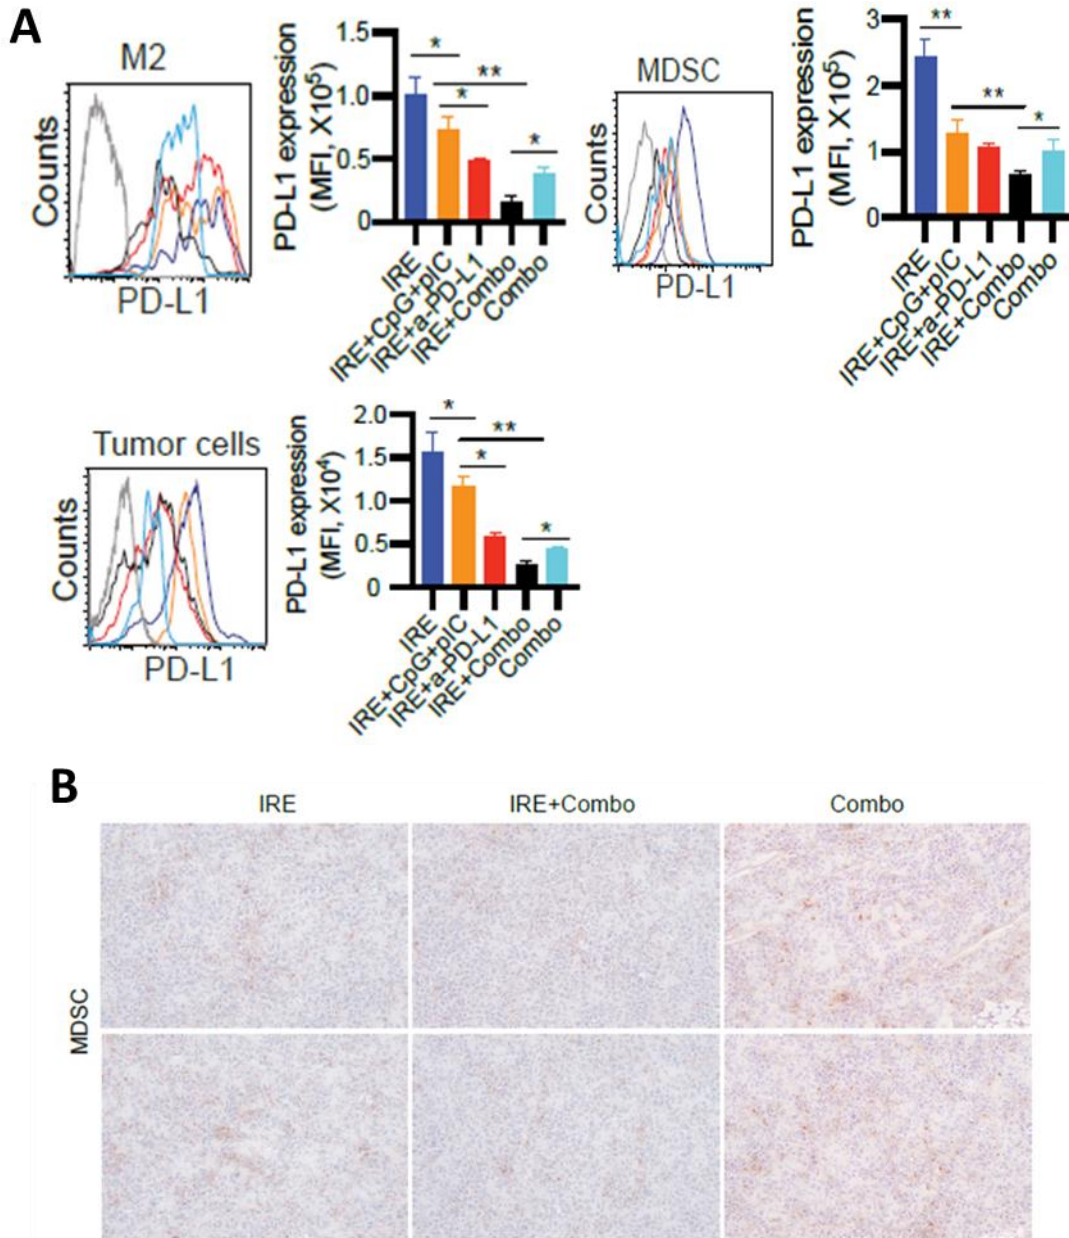 A
M2
Counts
PD-L1
PD-L1 expression
(MFI, X10⁵)
1.5
1.0
0.5
0
*
**
*
*
IRE
IRE+CpG+pIC
IRE+a-PD-L1
IRE+Combo
Combo
MDSC
Counts
PD-L1
PD-L1 expression
(MFI, X10⁵)
3
2
1
0
**
**
*
IRE
IRE+CpG+pIC
IRE+a-PD-L1
IRE+Combo
Combo
Tumor cells
Counts
PD-L1
PD-L1 expression
(MFI, X10⁴)
2.0
1.5
1.0
0.5
0
*
**
*
*
IRE
IRE+CpG+pIC
IRE+a-PD-L1
IRE+Combo
Combo
B
IRE IRE+Combo Combo
MDSC